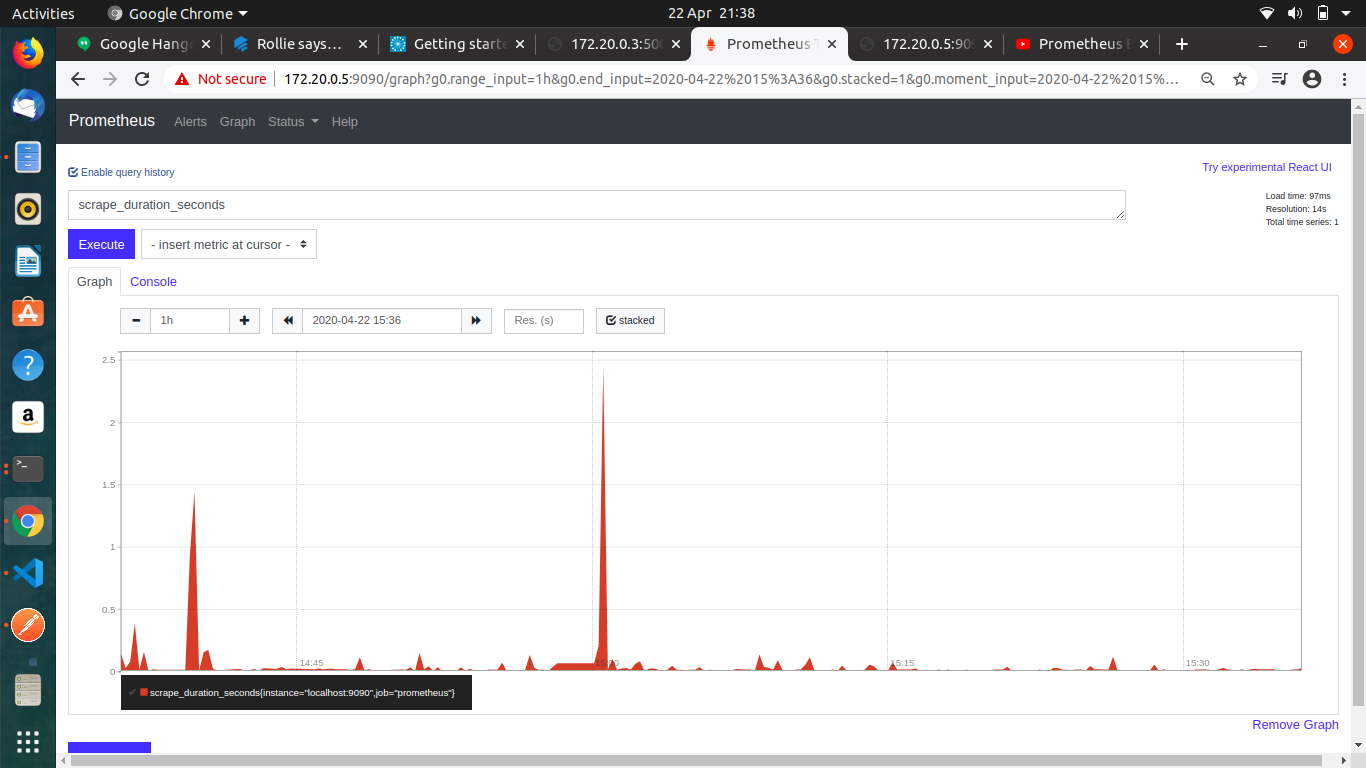 Activities
Google Chrome
22 Apr 21:38
Google Hang
Rollie says…
Getting starte
172.20.0.3:500
Prometheus T
172.20.0.5:909
Prometheus E
Not secure
172.20.0.5:9090/graph?g0.range_input=1h&g0.end_input=2020-04-22%2015%3A36&g0.stacked=1&g0.moment_input=2020-04-22%2015%…
Prometheus
Alerts
Graph
Status
Help
Enable query history
Try experimental React UI
scrape_duration_seconds
Load time: 97ms
Resolution: 14s
Total time series: 1
Execute
- insert metric at cursor -
Graph
Console
1h
2020-04-22 15:36
Res. (s)
stacked
2.5
2
1.5
1
0.5
0
14:45
15:00
15:15
15:30
scrape_duration_seconds{instance="localhost:9090",job="prometheus"}
Remove Graph